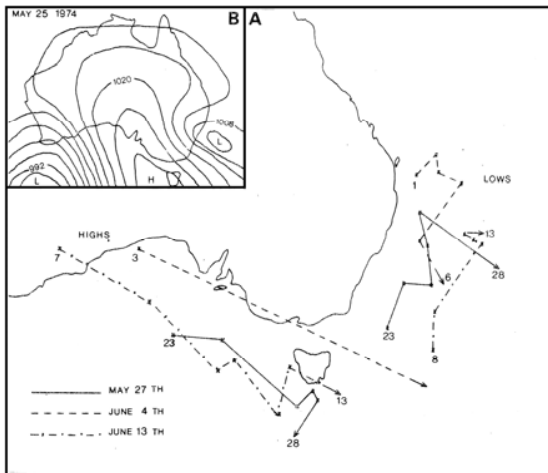 MAY 25 1974 B A
1020
1008
L
992
L
H
1
LOWS
13
HIGHS
7
3
6
28
23
23
8
13
28
MAY 27 TH
JUNE 4 TH
JUNE 13 TH